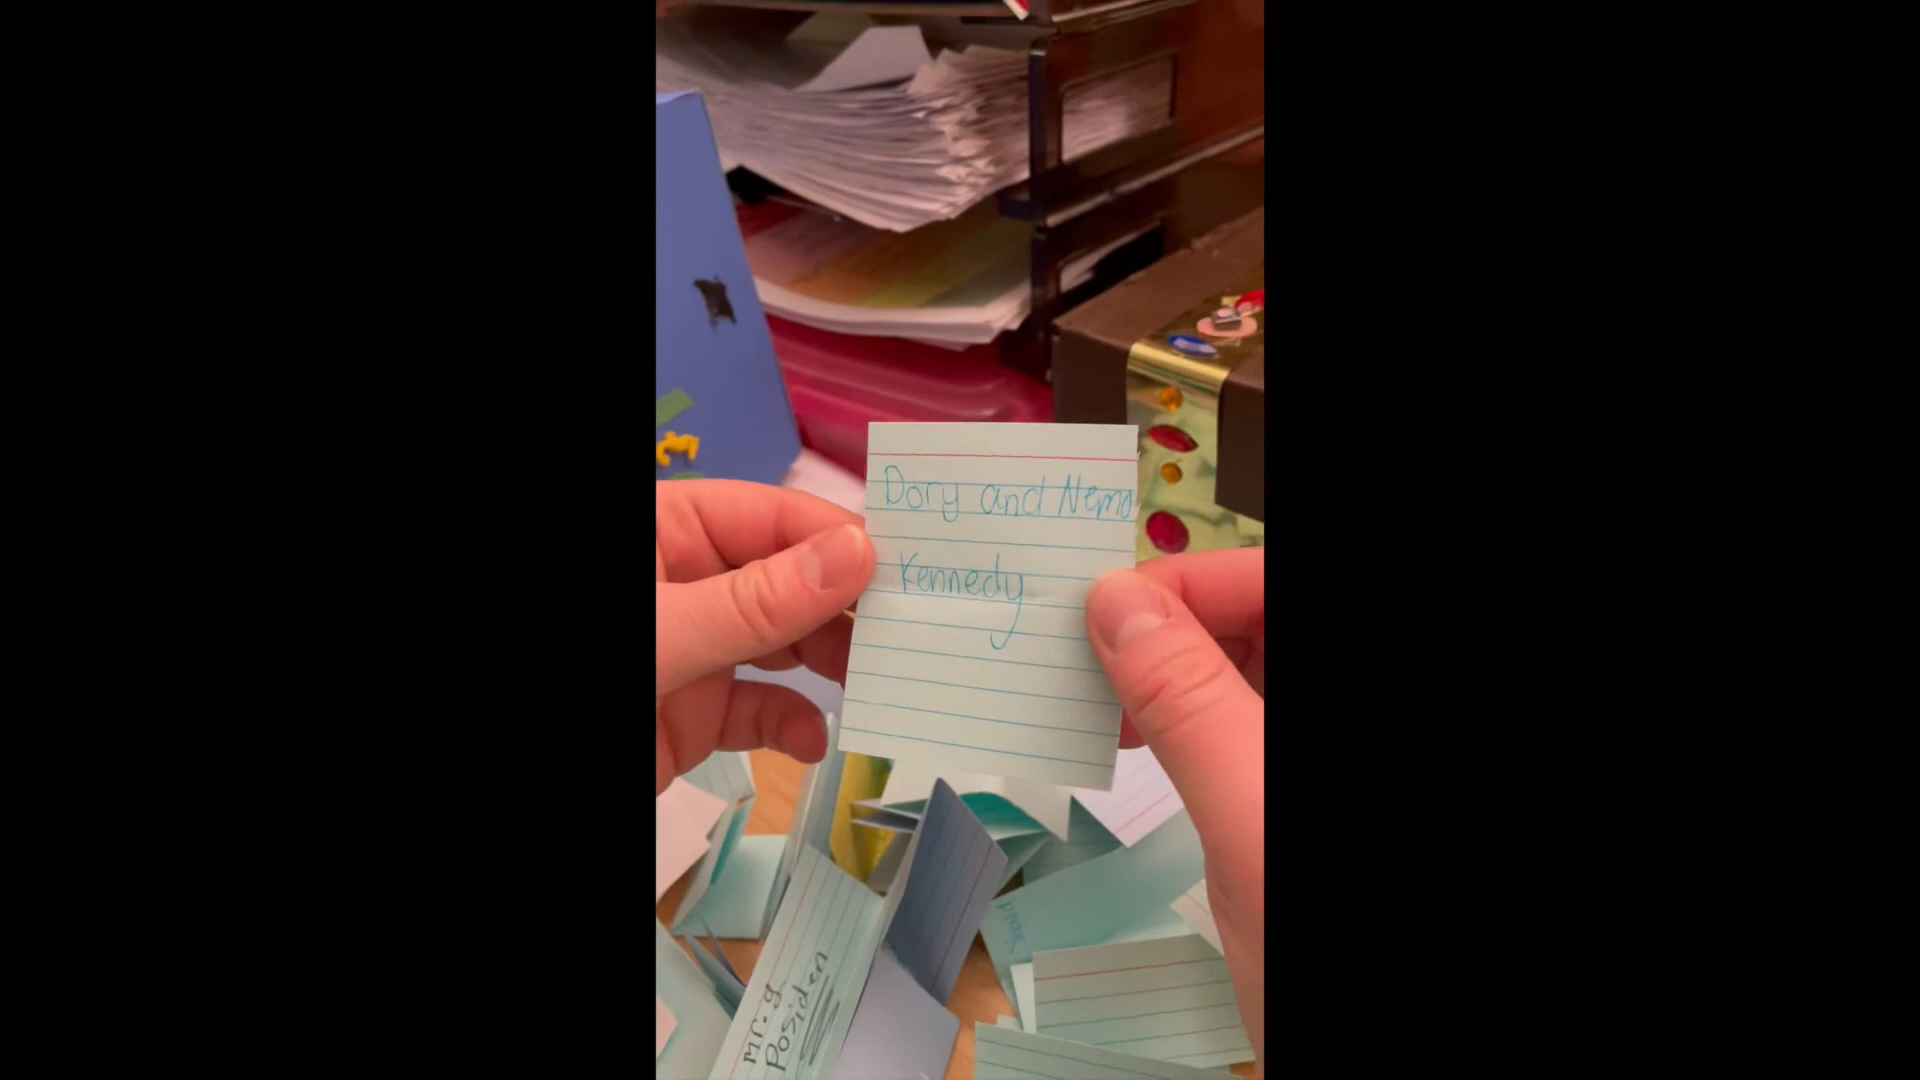 Dory and Nemo
Kennedy
mr. g
Posiden